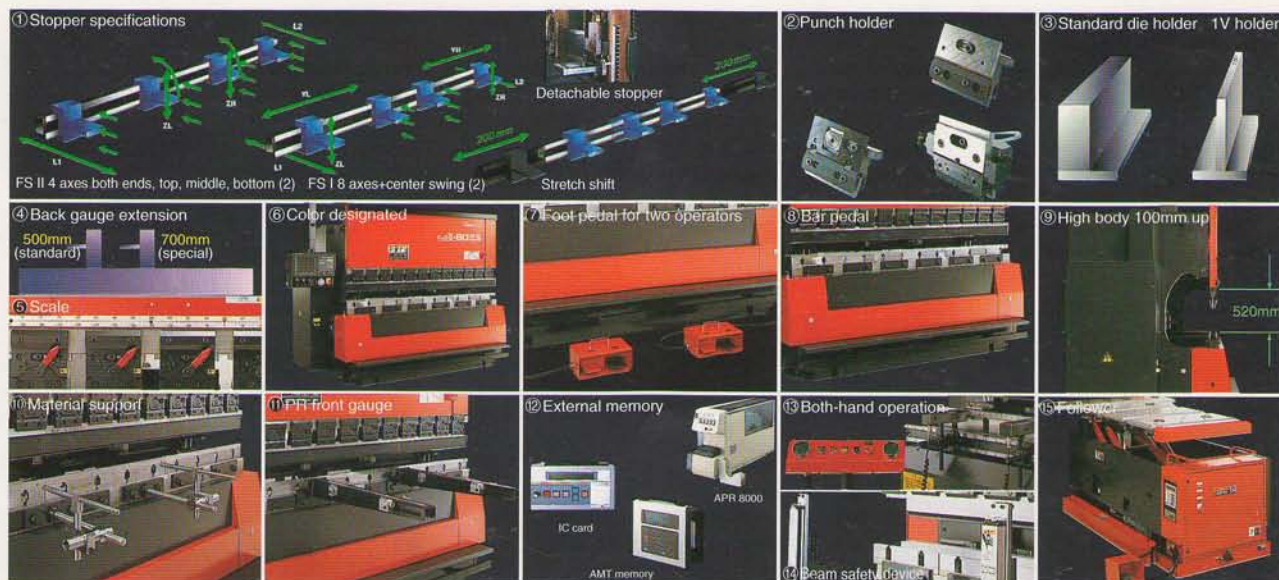 ①Stopper specifications
L2
ZR
ZL
L1
FS II 4 axes both ends, top, middle, bottom (2)
YR
YL
L2
ZR
L1
ZL
FS I 8 axes+center swing (2)
Detachable stopper
200mm
200mm
Stretch shift
②Punch holder
③Standard die holder 1V holder
④Back gauge extension
500mm
(standard)
700mm
(special)
⑤Scale
⑥Color designated
⑦Foot pedal for two operators
⑧Bar pedal
⑨High body 100mm up
520mm
⑩Material support
⑪PR front gauge
⑫External memory
APR 8000
IC card
AMT memory
⑬Both-hand operation
⑭Beam safety device
⑮Follower